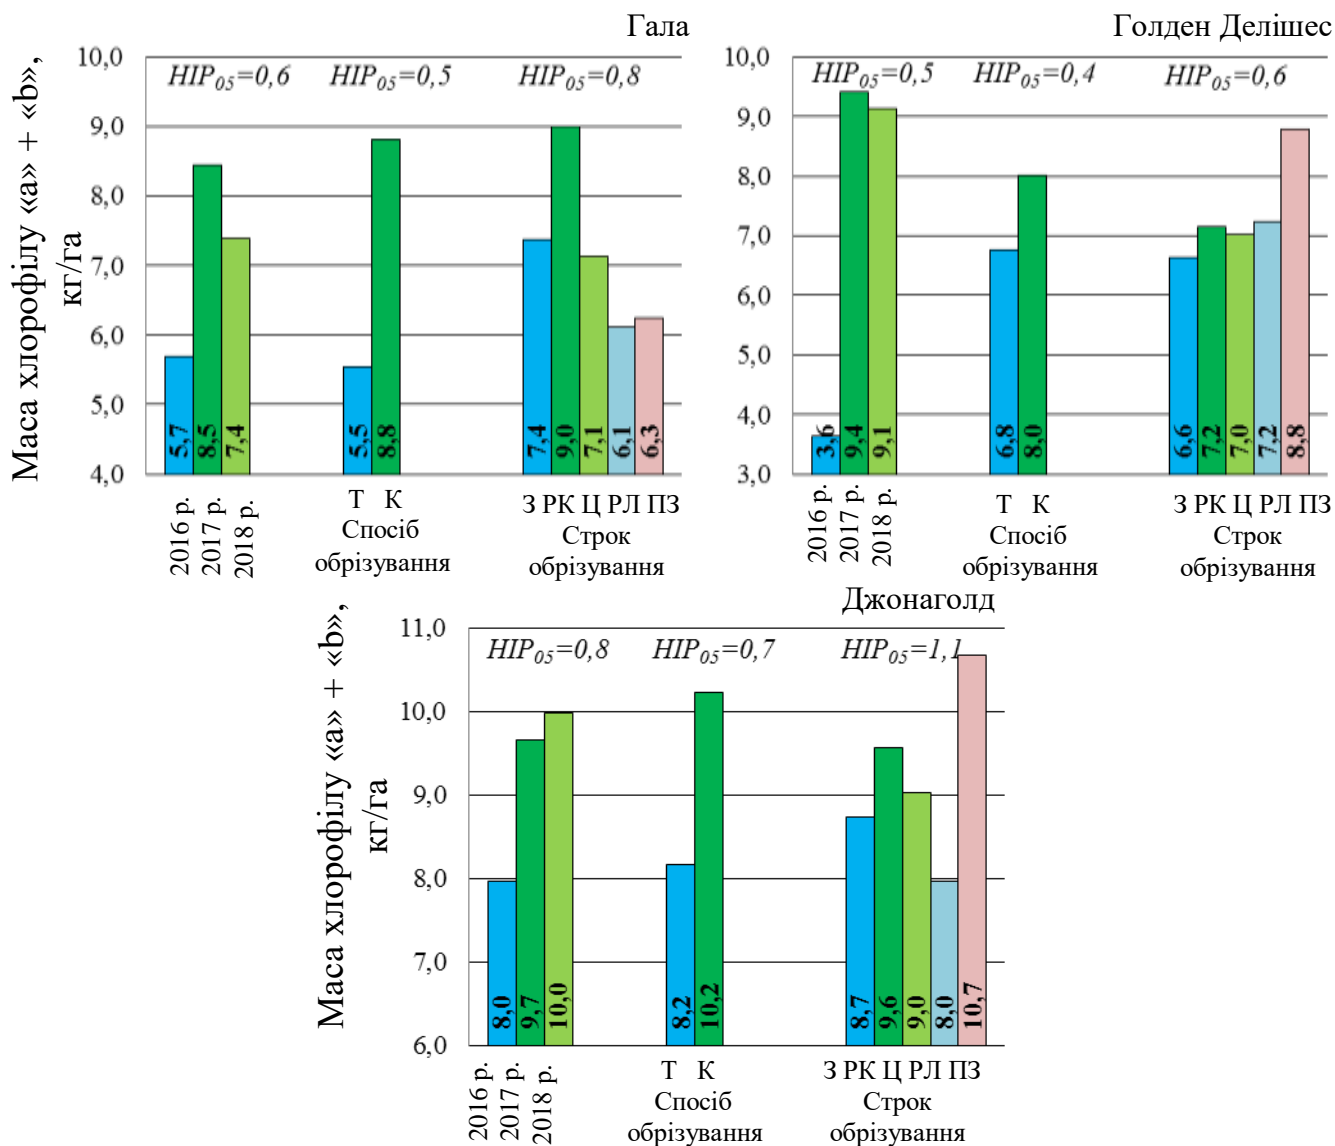 Гала
Маса хлорофілу «а» + «b»,
кг/га
10,0
9,0
8,0
7,0
6,0
5,0
4,0
НІР05=0,6
НІР05=0,5
НІР05=0,8
5,7
8,5
7,4
5,5
8,8
7,4
9,0
7,1
6,1
6,3
2016 р.
2017 р.
2018 р.
Т К
Спосіб
обрізування
З РК Ц РЛ ПЗ
Строк
обрізування
Голден Делішес
10,0
9,0
8,0
7,0
6,0
5,0
4,0
3,0
НІР05=0,5
НІР05=0,4
НІР05=0,6
3,6
9,4
9,1
6,8
8,0
6,6
7,2
7,0
7,2
8,8
2016 р.
2017 р.
2018 р.
Т К
Спосіб
обрізування
З РК Ц РЛ ПЗ
Строк
обрізування
Джонаголд
Маса хлорофілу «а» + «b»,
кг/га
11,0
10,0
9,0
8,0
7,0
6,0
НІР05=0,8
НІР05=0,7
НІР05=1,1
8,0
9,7
10,0
8,2
10,2
8,7
9,6
9,0
8,0
10,7
2016 р.
2017 р.
2018 р.
Т К
Спосіб
обрізування
З РК Ц РЛ ПЗ
Строк
обрізування